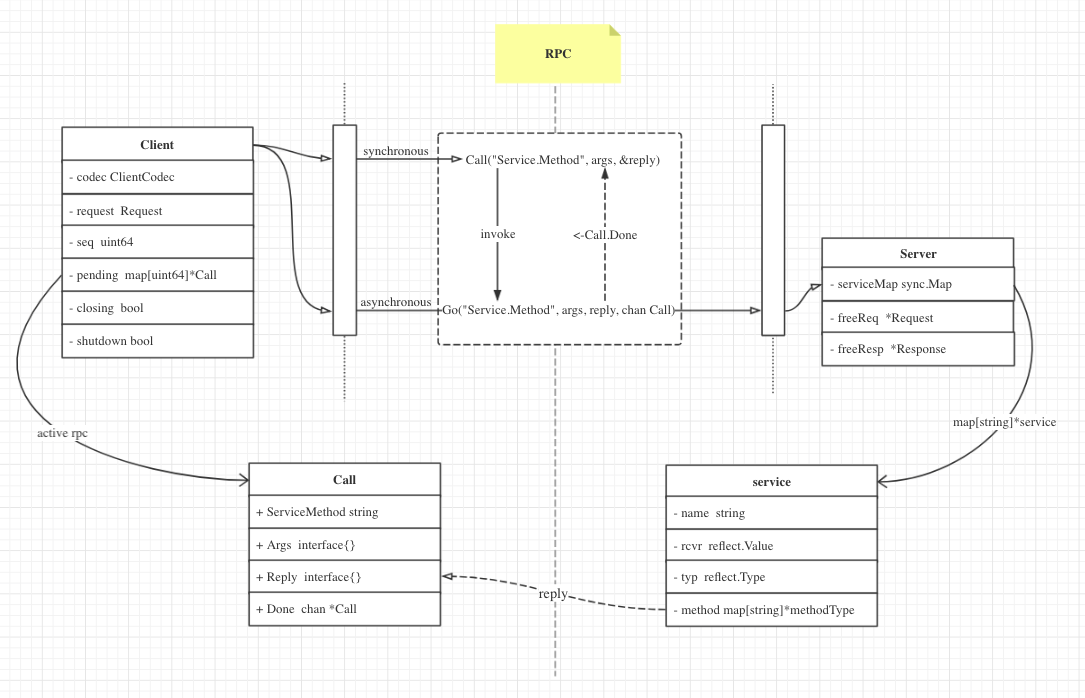 RPC
Client
- codec ClientCodec
- request  Request
- seq  uint64
- pending  map[uint64]*Call
- closing  bool
- shutdown bool
synchronous
Call("Service.Method", args, &reply)
invoke
<-Call.Done
asynchronous
Go("Service.Method", args, reply, chan Call)
Server
- serviceMap sync.Map
- freeReq  *Request
- freeResp  *Response
active rpc
map[string]*service
Call
+ ServiceMethod string
+ Args  interface{}
+ Reply  interface{}
+ Done  chan *Call
reply
service
- name  string
- rcvr  reflect.Value
- typ  reflect.Type
- method map[string]*methodType